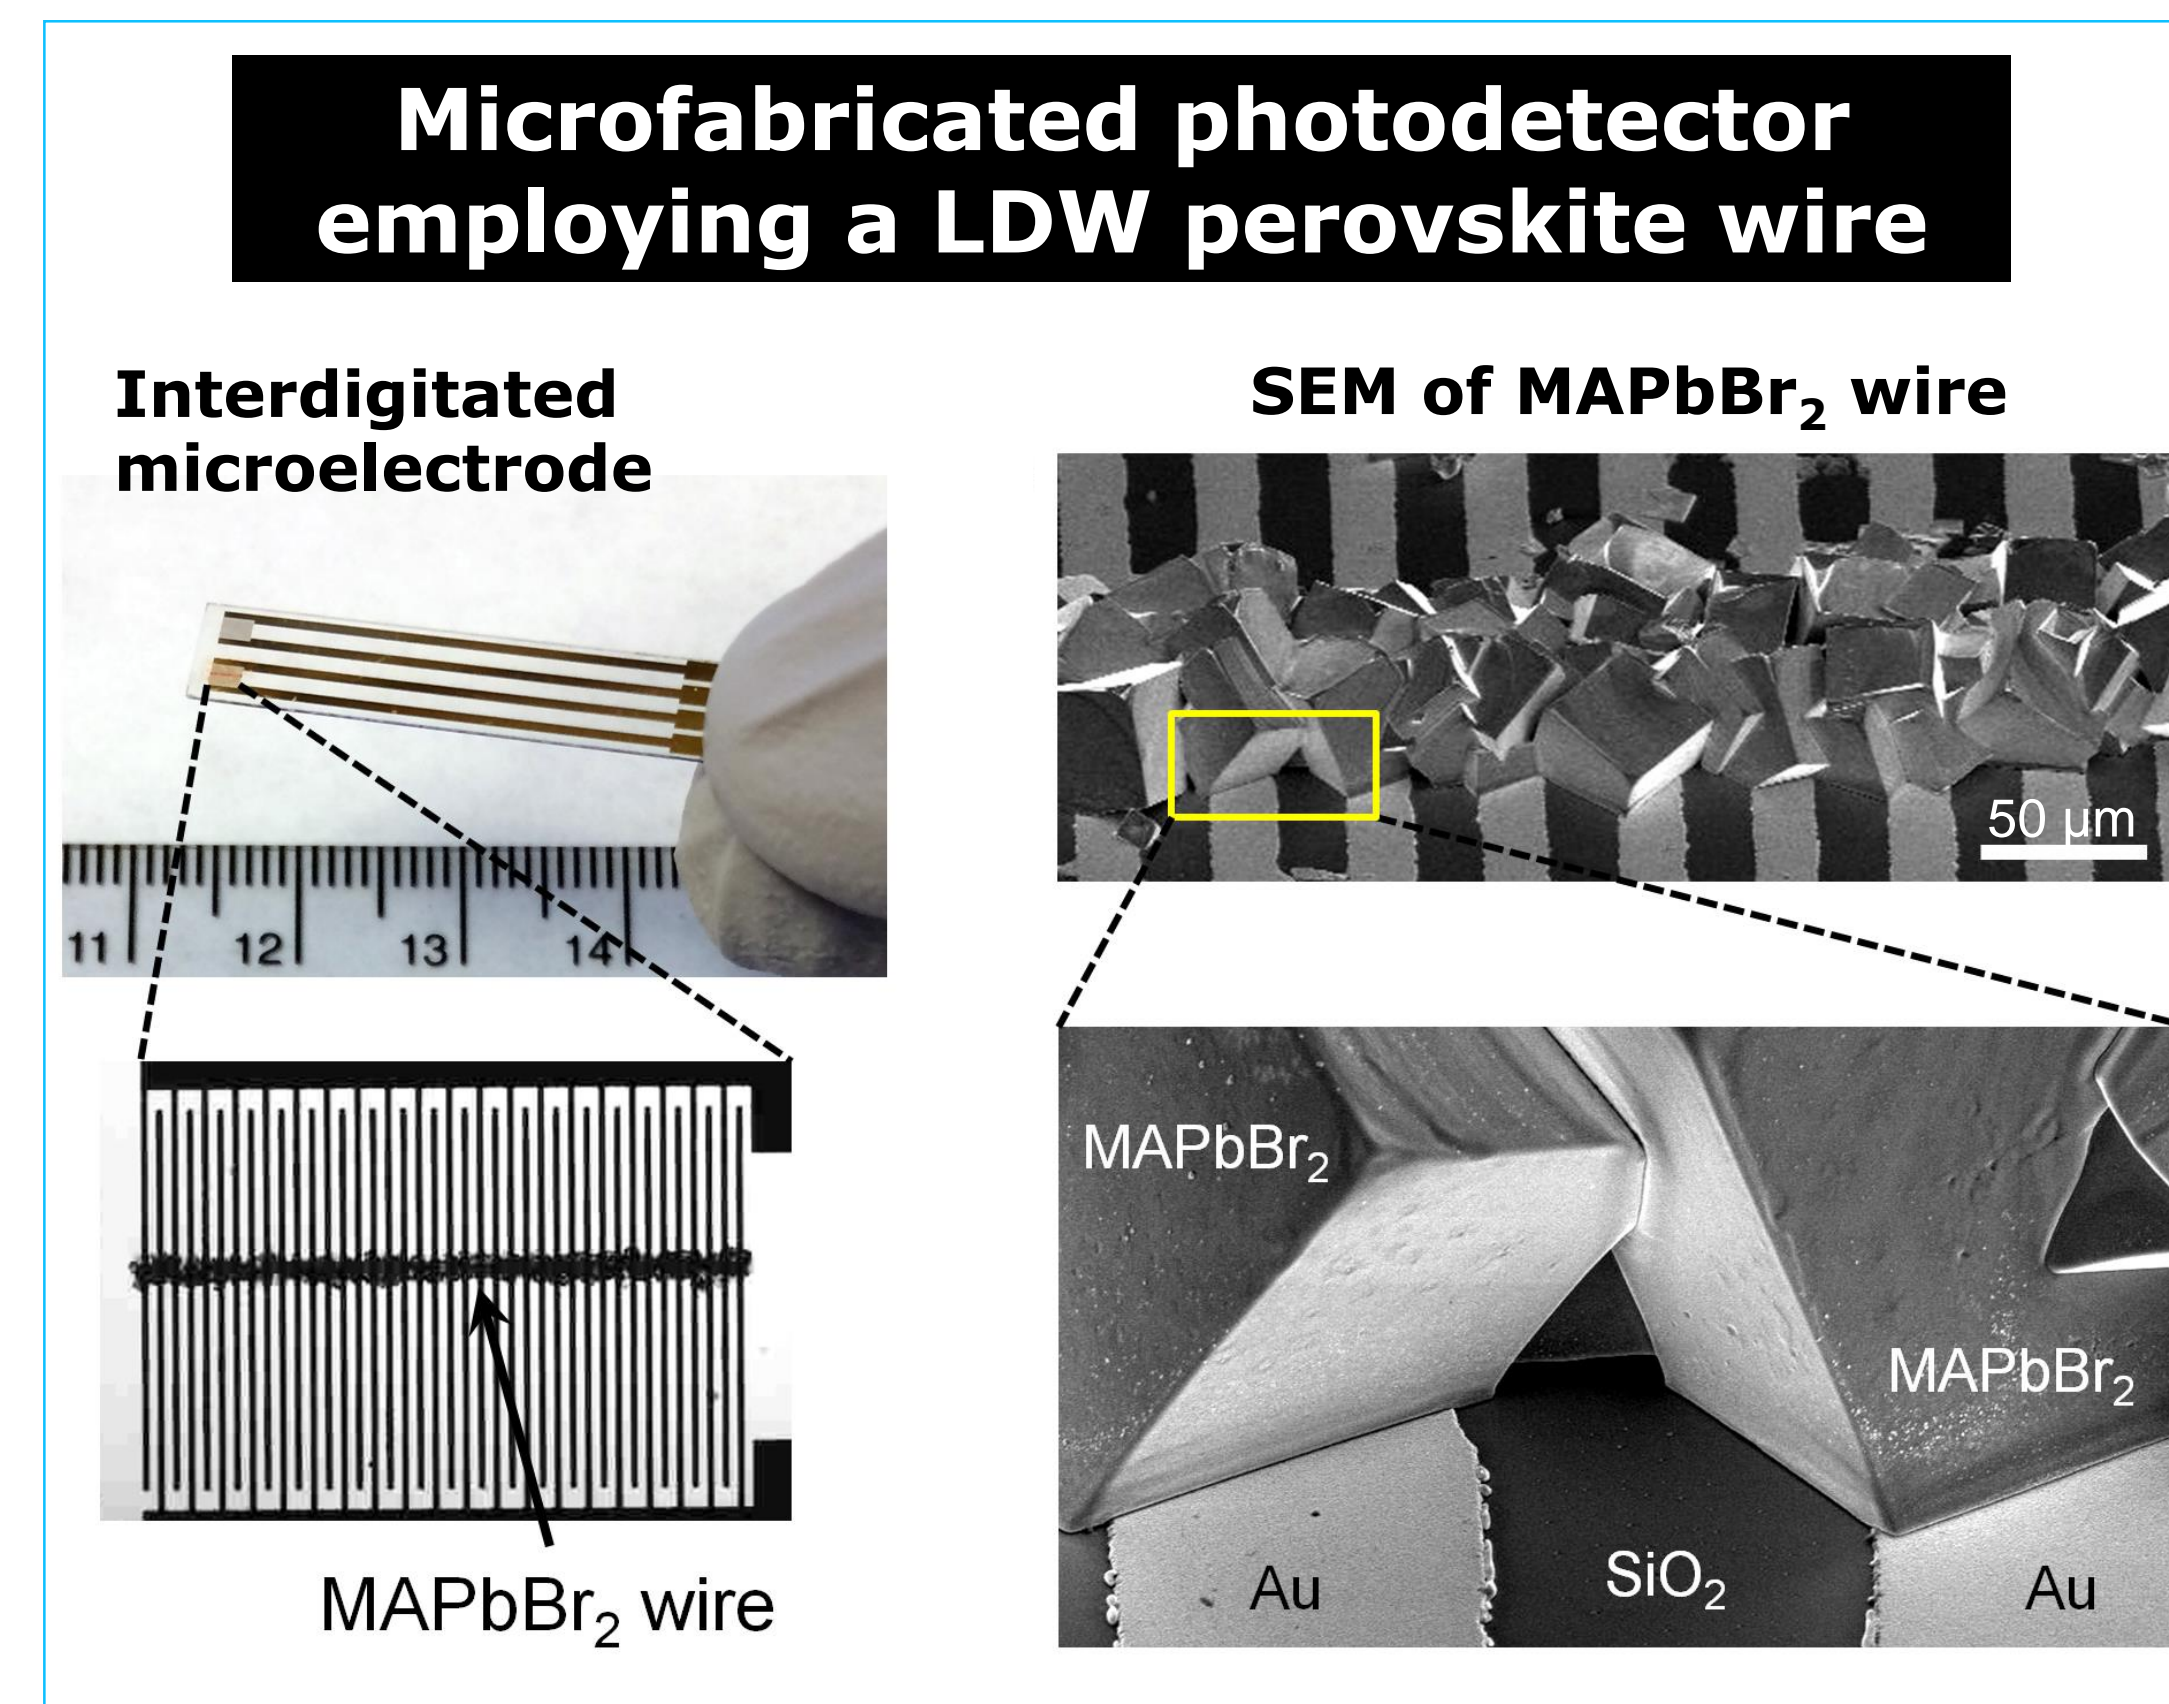 Microfabricated photodetector
employing a LDW perovskite wire
Interdigitated
microelectrode
SEM of MAPbBr₂ wire
50 µm
11 12 13 14
MAPbBr₂
MAPbBr₂
Au
SiO₂
Au
MAPbBr₂ wire